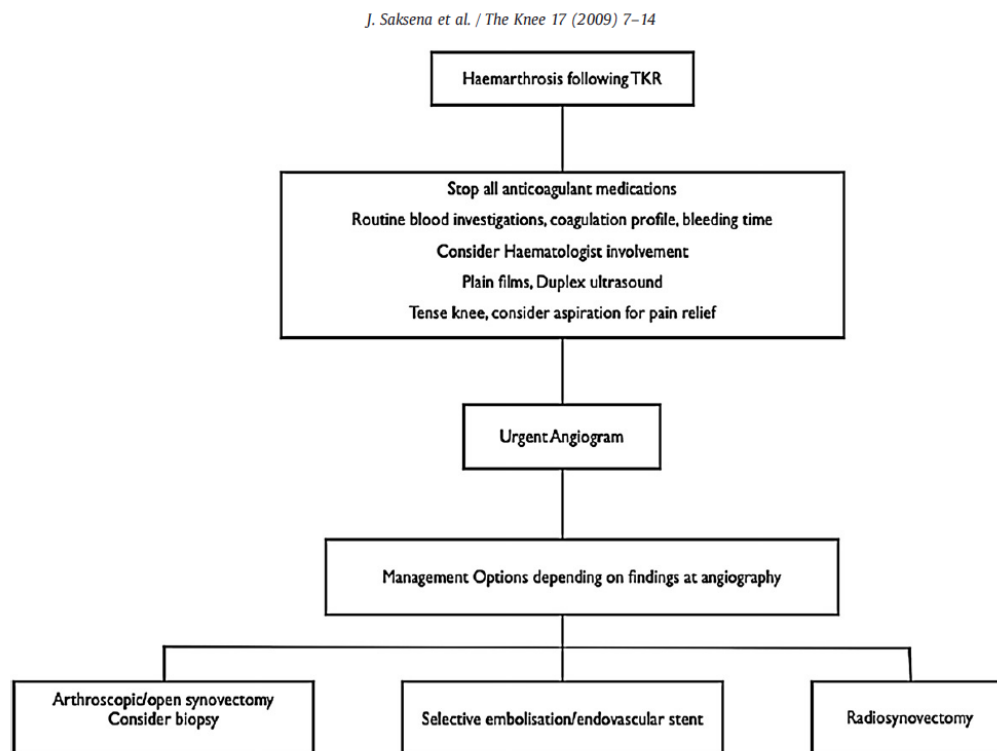 J. Saksena et al. / The Knee 17 (2009) 7–14
Haemarthrosis following TKR
Stop all anticoagulant medications
Routine blood investigations, coagulation profile, bleeding time
Consider Haematologist involvement
Plain films, Duplex ultrasound
Tense knee, consider aspiration for pain relief
Urgent Angiogram
Management Options depending on findings at angiography
Arthroscopic/open synovectomy
Consider biopsy
Selective embolisation/endovascular stent
Radiosynovectomy